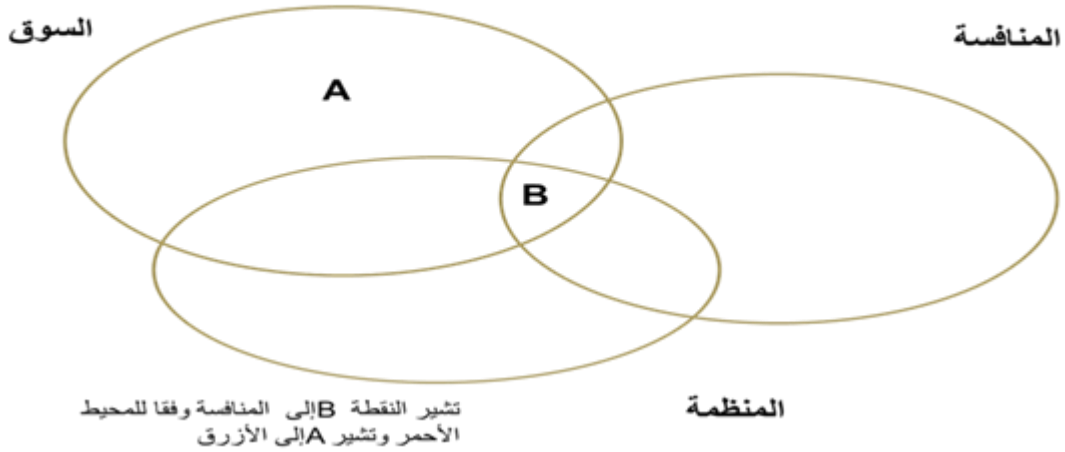 السوق
المنافسة
A
B
المنظمة
تشير النقطة Bإلى المنافسة وفقا للمحيط
الأحمر وتشير Aإلى الأزرق